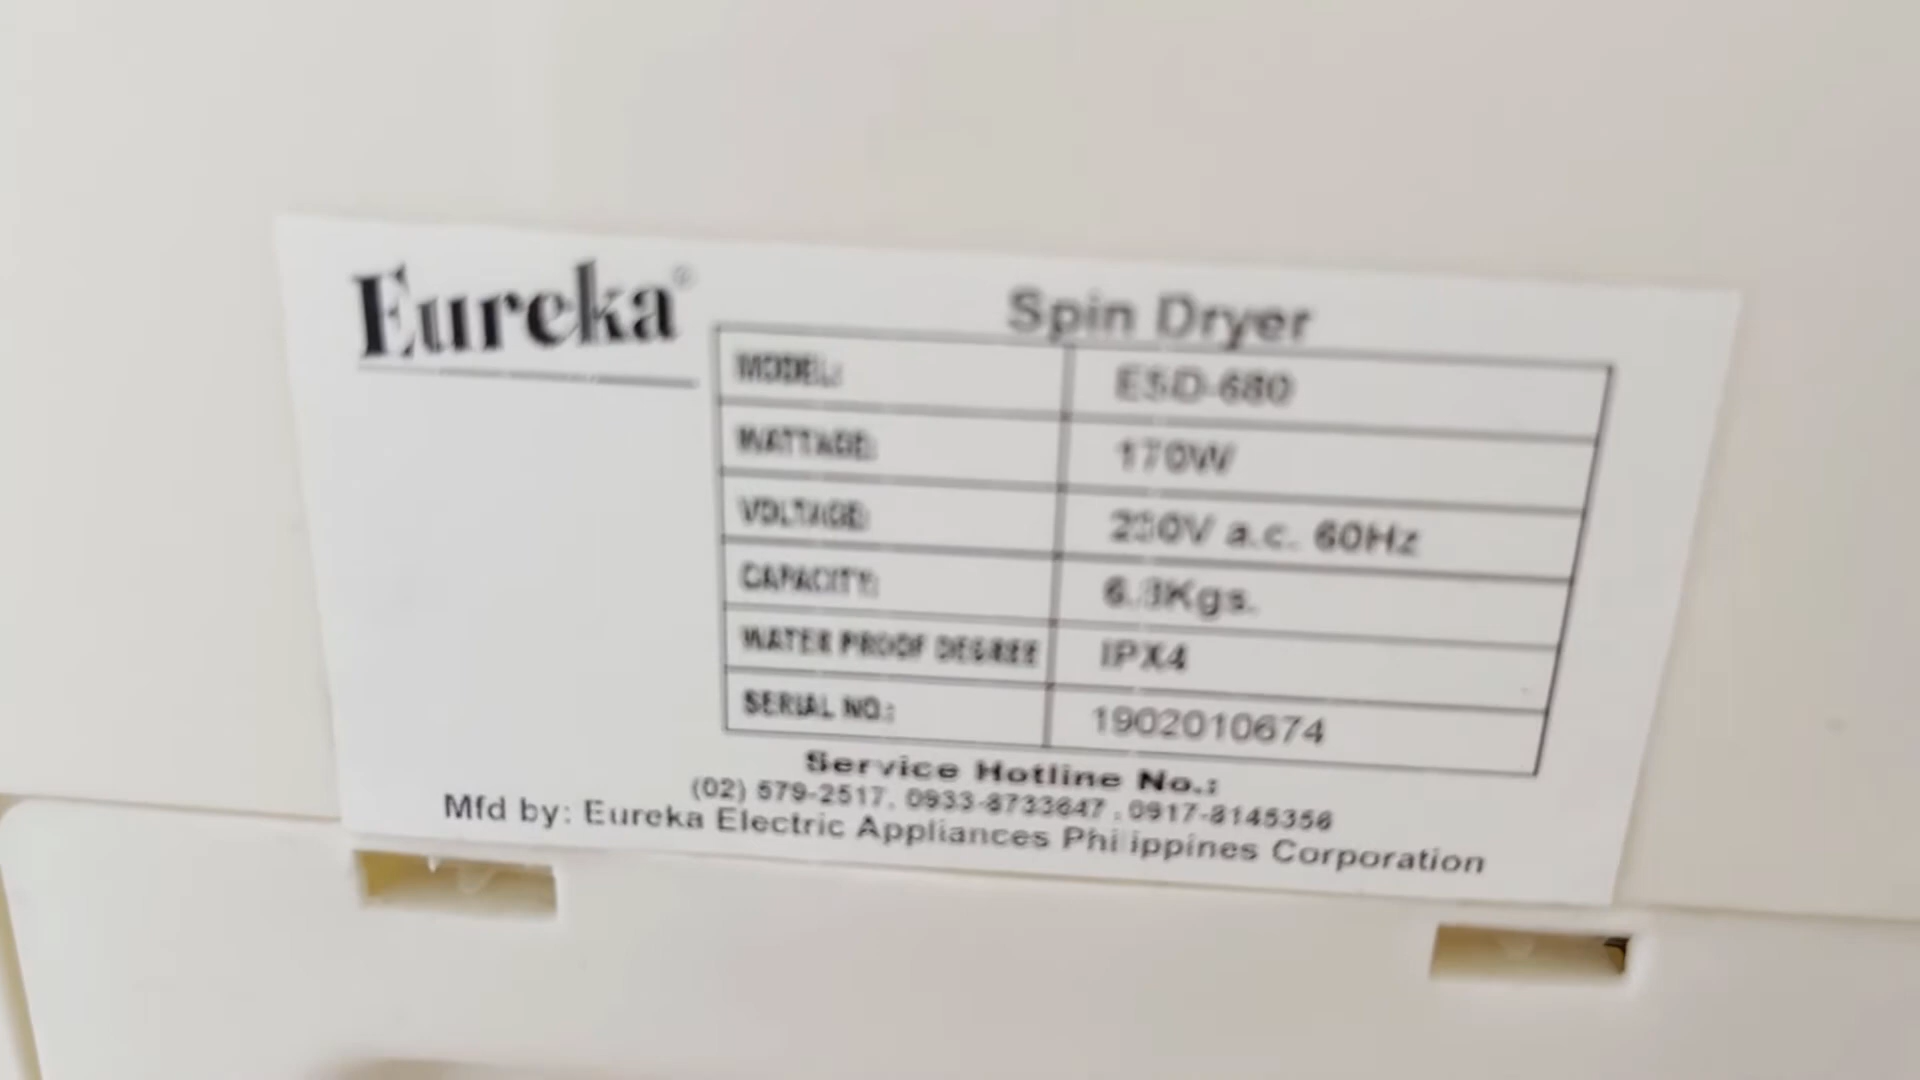 Eureka®
Spin Dryer
MODEL: ESD-680
WATTAGE: 170W
VOLTAGE: 230V a.c. 60Hz
CAPACITY: 6.8Kgs.
WATER PROOF DEGREE IPX4
SERIAL NO.: 1902010674
Service Hotline No.:
(02) 579-2517, 0933-8733647, 0917-8145356
Mfd by: Eureka Electric Appliances Philippines Corporation